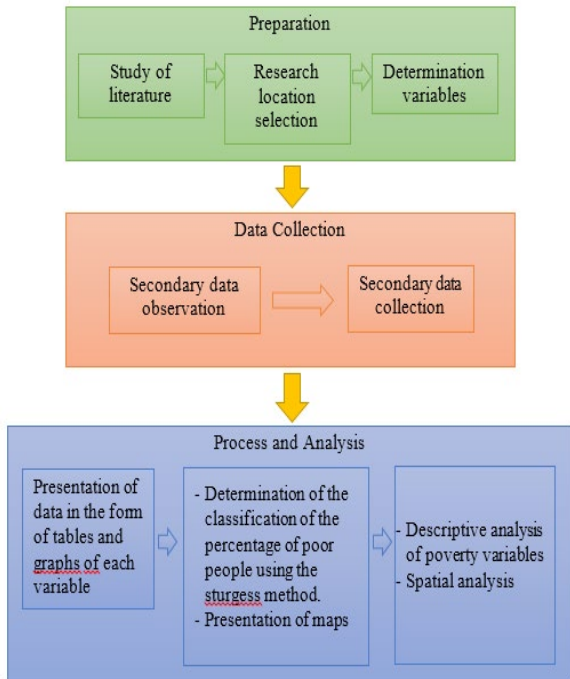 Preparation
Study of
literature
Research
location
selection
Determination
variables
Data Collection
Secondary data
observation
Secondary data
collection
Process and Analysis
Presentation of
data in the form
of tables and
graphs of each
variable
- Determination of the
classification of the
percentage of poor
people using the
sturgess method.
- Presentation of maps
- Descriptive analysis
of poverty variables
- Spatial analysis